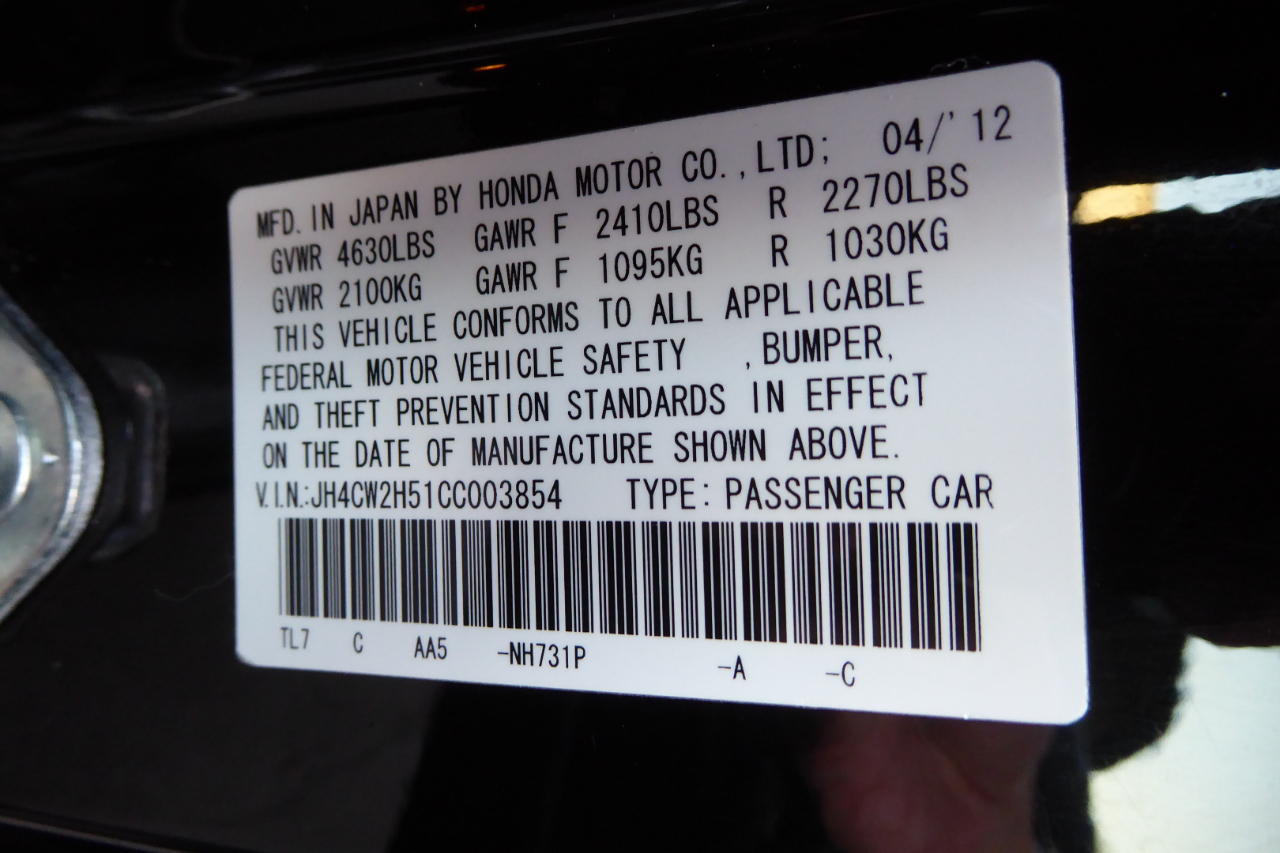 MFD. IN JAPAN BY HONDA MOTOR CO.,LTD; 04/'12
GVWR 4630LBS GAWR F 2410LBS R 2270LBS
GVWR 2100KG GAWR F 1095KG R 1030KG
THIS VEHICLE CONFORMS TO ALL APPLICABLE
FEDERAL MOTOR VEHICLE SAFETY ,BUMPER,
AND THEFT PREVENTION STANDARDS IN EFFECT
ON THE DATE OF MANUFACTURE SHOWN ABOVE.
V.I.N.:JH4CW2H51CC003854 TYPE: PASSENGER CAR
TL7 C AA5 -NH731P -A -C